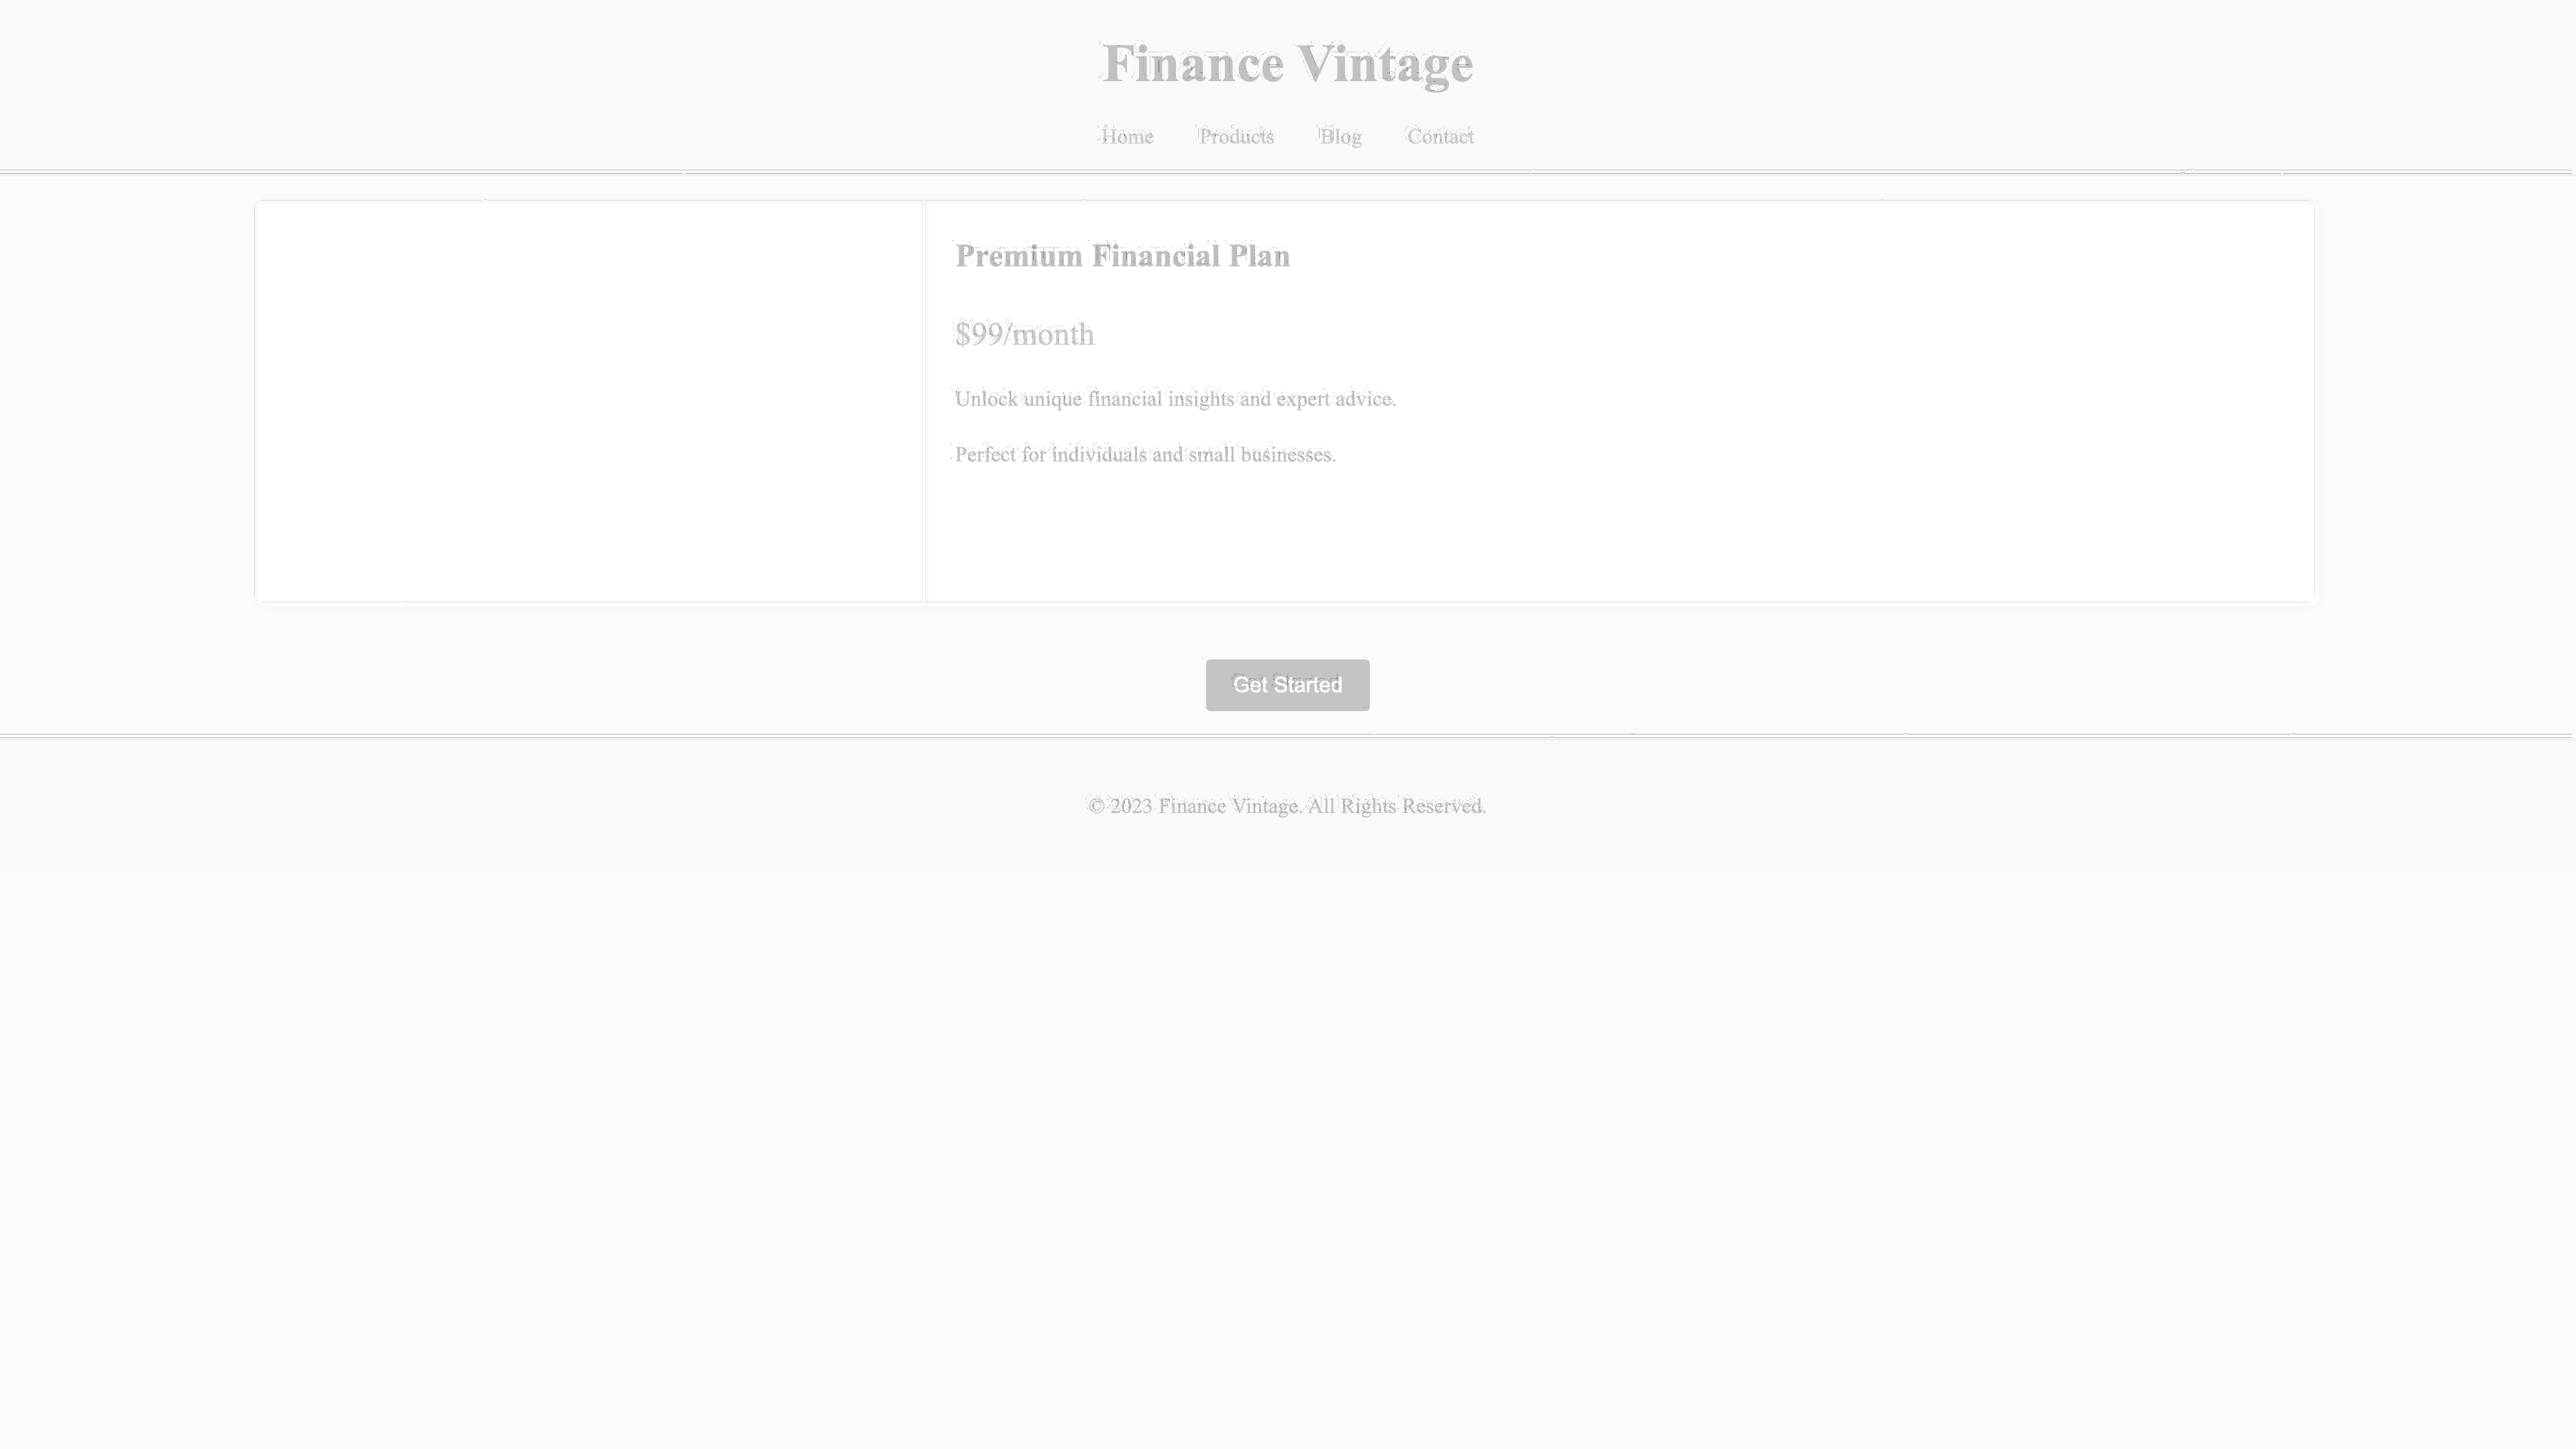 Finance Vintage
Home Products Blog Contact
Premium Financial Plan
$99/month
Unlock unique financial insights and expert advice.
Perfect for individuals and small businesses.
Get Started
© 2023 Finance Vintage. All Rights Reserved.